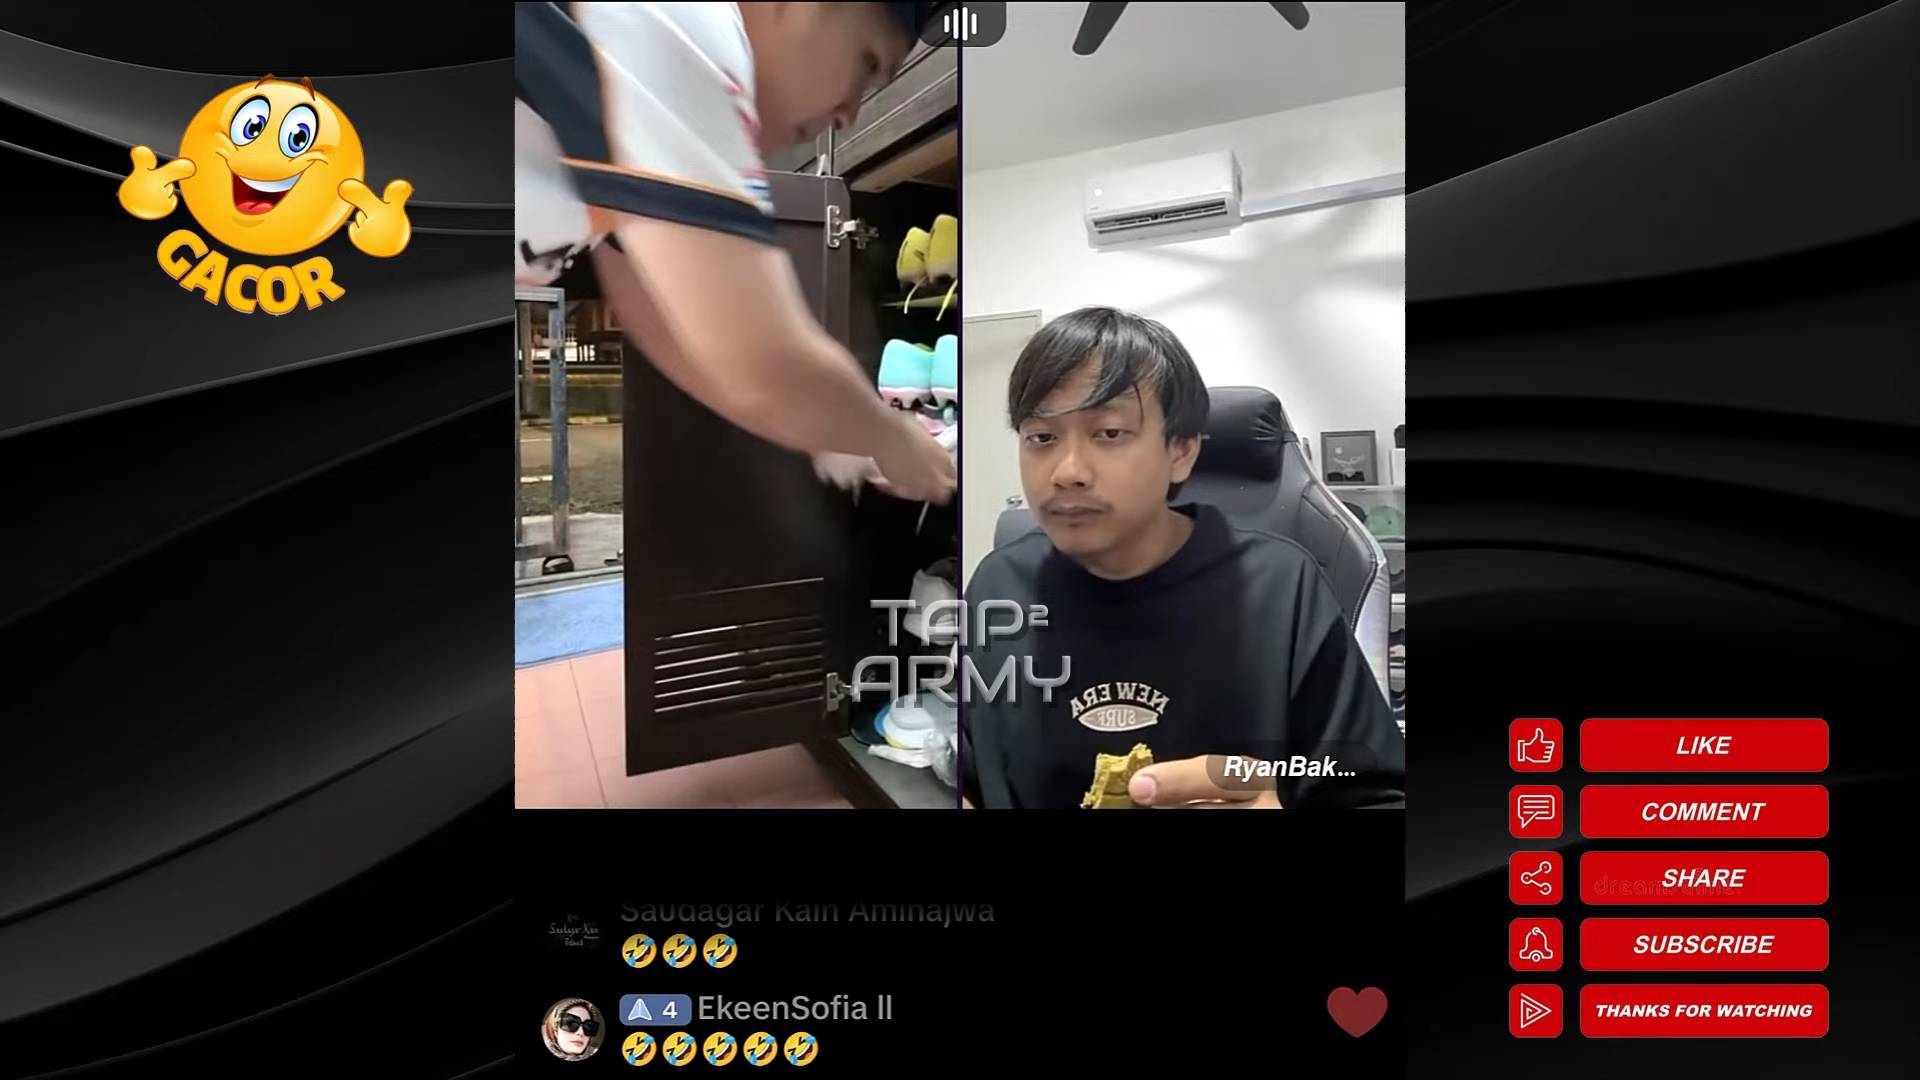 GACOR
TAP²
ARMY
NEW ERA
SURF
RyanBak...
LIKE
COMMENT
SHARE
SUBSCRIBE
THANKS FOR WATCHING
Saudagar Kain Aminajwa
🤣🤣🤣
4 EkeenSofia ll
🤣🤣🤣🤣🤣